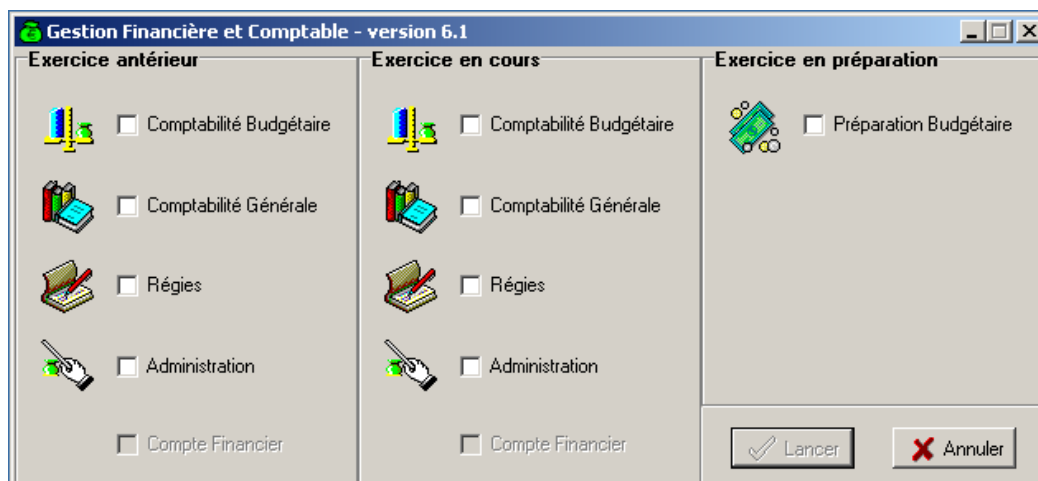 Gestion Financière et Comptable - version 6.1
Exercice antérieur
Comptabilité Budgétaire
Comptabilité Générale
Régies
Administration
Compte Financier
Exercice en cours
Comptabilité Budgétaire
Comptabilité Générale
Régies
Administration
Compte Financier
Exercice en préparation
Préparation Budgétaire
Lancer
Annuler